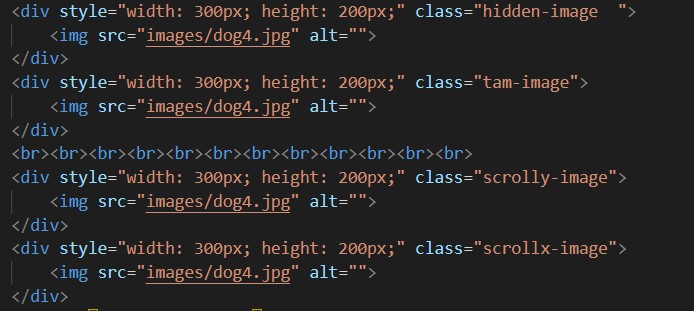 <div style="width: 300px; height: 200px;" class="hidden-image  ">
    <img src="images/dog4.jpg" alt="">
</div>
<div style="width: 300px; height: 200px;" class="tam-image">
    <img src="images/dog4.jpg" alt="">
</div>
<br><br><br><br><br><br><br><br><br><br><br><br>
<div style="width: 300px; height: 200px;" class="scrolly-image">
    <img src="images/dog4.jpg" alt="">
</div>
<div style="width: 300px; height: 200px;" class="scrollx-image">
    <img src="images/dog4.jpg" alt="">
</div>